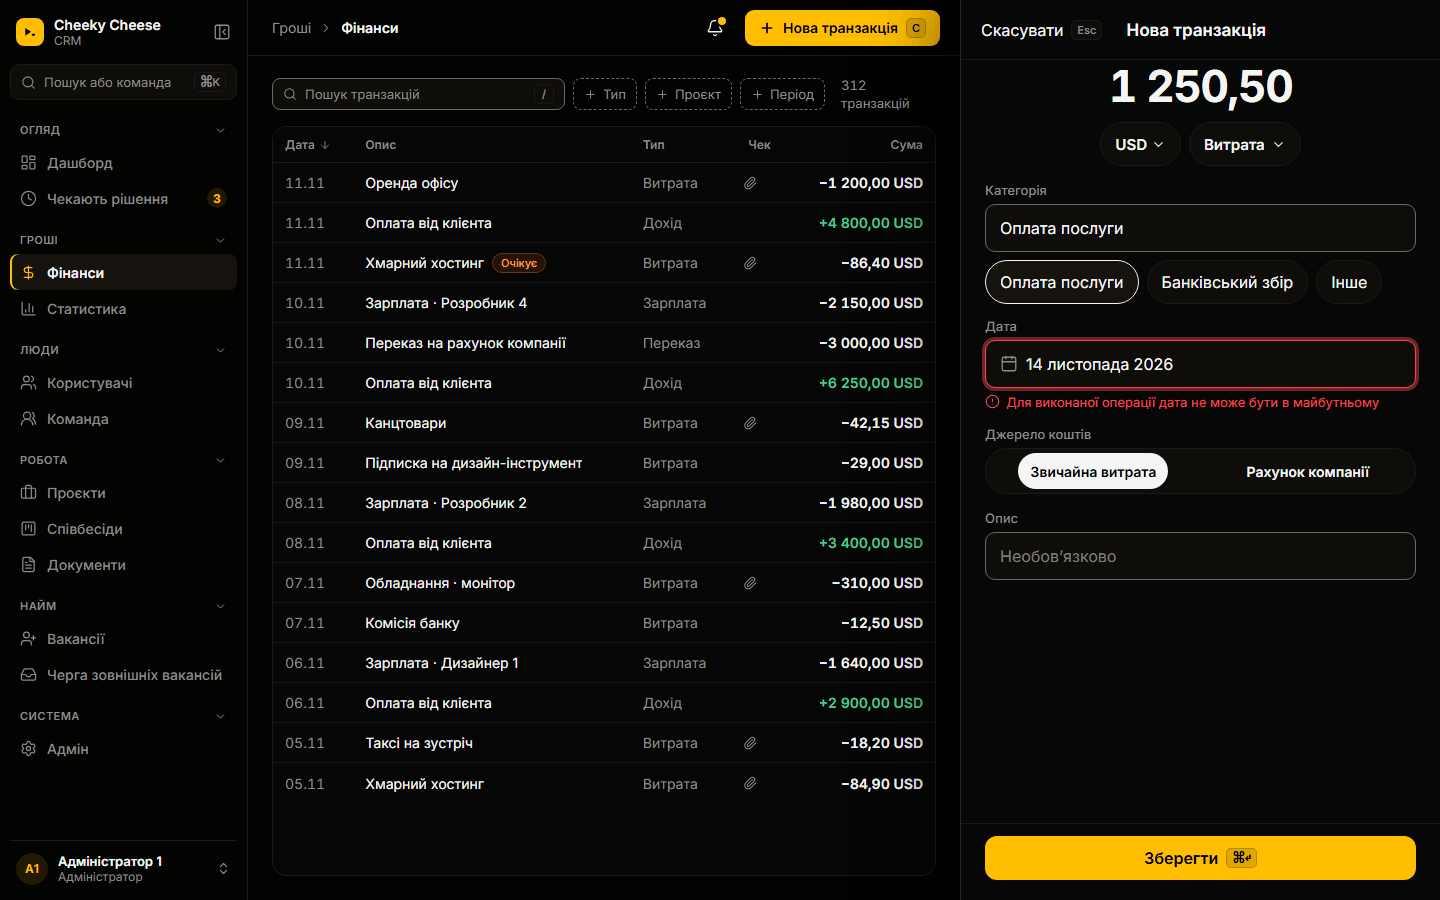 Cheeky Cheese
CRM
Пошук або команда ⌘K
ОГЛЯД
Дашборд
Чекають рішення 3
ГРОШІ
Фінанси
Статистика
ЛЮДИ
Користувачі
Команда
РОБОТА
Проєкти
Співбесіди
Документи
НАЙМ
Вакансії
Черга зовнішніх вакансій
СИСТЕМА
Адмін
A1 Адміністратор 1
Адміністратор
Гроші > Фінанси
+ Нова транзакція C
Пошук транзакцій /
+ Тип
+ Проєкт
+ Період
312
транзакцій
Дата ↓ Опис Тип Чек Сума
11.11 Оренда офісу Витрата −1 200,00 USD
11.11 Оплата від клієнта Дохід +4 800,00 USD
11.11 Хмарний хостинг Очікує Витрата −86,40 USD
10.11 Зарплата · Розробник 4 Зарплата −2 150,00 USD
10.11 Переказ на рахунок компанії Переказ −3 000,00 USD
10.11 Оплата від клієнта Дохід +6 250,00 USD
09.11 Канцтовари Витрата −42,15 USD
09.11 Підписка на дизайн-інструмент Витрата −29,00 USD
08.11 Зарплата · Розробник 2 Зарплата −1 980,00 USD
08.11 Оплата від клієнта Дохід +3 400,00 USD
07.11 Обладнання · монітор Витрата −310,00 USD
07.11 Комісія банку Витрата −12,50 USD
06.11 Зарплата · Дизайнер 1 Зарплата −1 640,00 USD
06.11 Оплата від клієнта Дохід +2 900,00 USD
05.11 Таксі на зустріч Витрата −18,20 USD
05.11 Хмарний хостинг Витрата −84,90 USD
Скасувати Esc Нова транзакція
1 250,50
USD Витрата
Категорія
Оплата послуги
Оплата послуги Банківський збір Інше
Дата
14 листопада 2026
Для виконаної операції дата не може бути в майбутньому
Джерело коштів
Звичайна витрата Рахунок компанії
Опис
Необов’язково
Зберегти ⌘↵